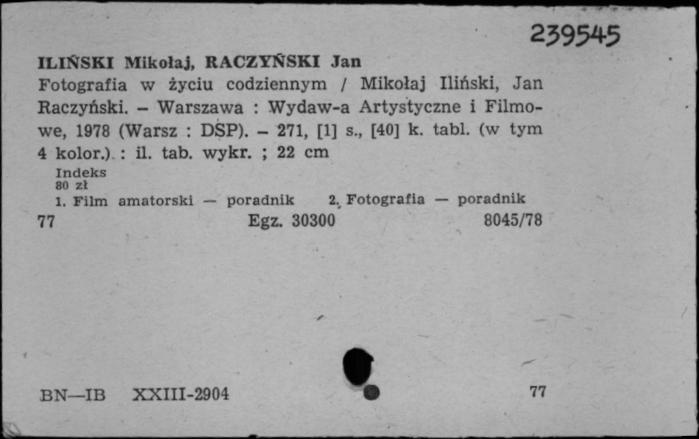 239545
ILIŃSKI Mikołaj, RACZYŃSKI Jan
Fotografia w życiu codziennym / Mikołaj Iliński, Jan
Raczyński. — Warszawa : Wydaw-a Artystyczne i Filmo-
we, 1978 (Warsz : DSP). — 271, [1] s., [40] k. tabl. (w tym
4 kolor.) : il. tab. wykr. ; 22 cm
Indeks
80 zł
1. Film amatorski — poradnik 2. Fotografia — poradnik
77 Egz. 30300 8045/78
BN—IB XXIII-2904 77